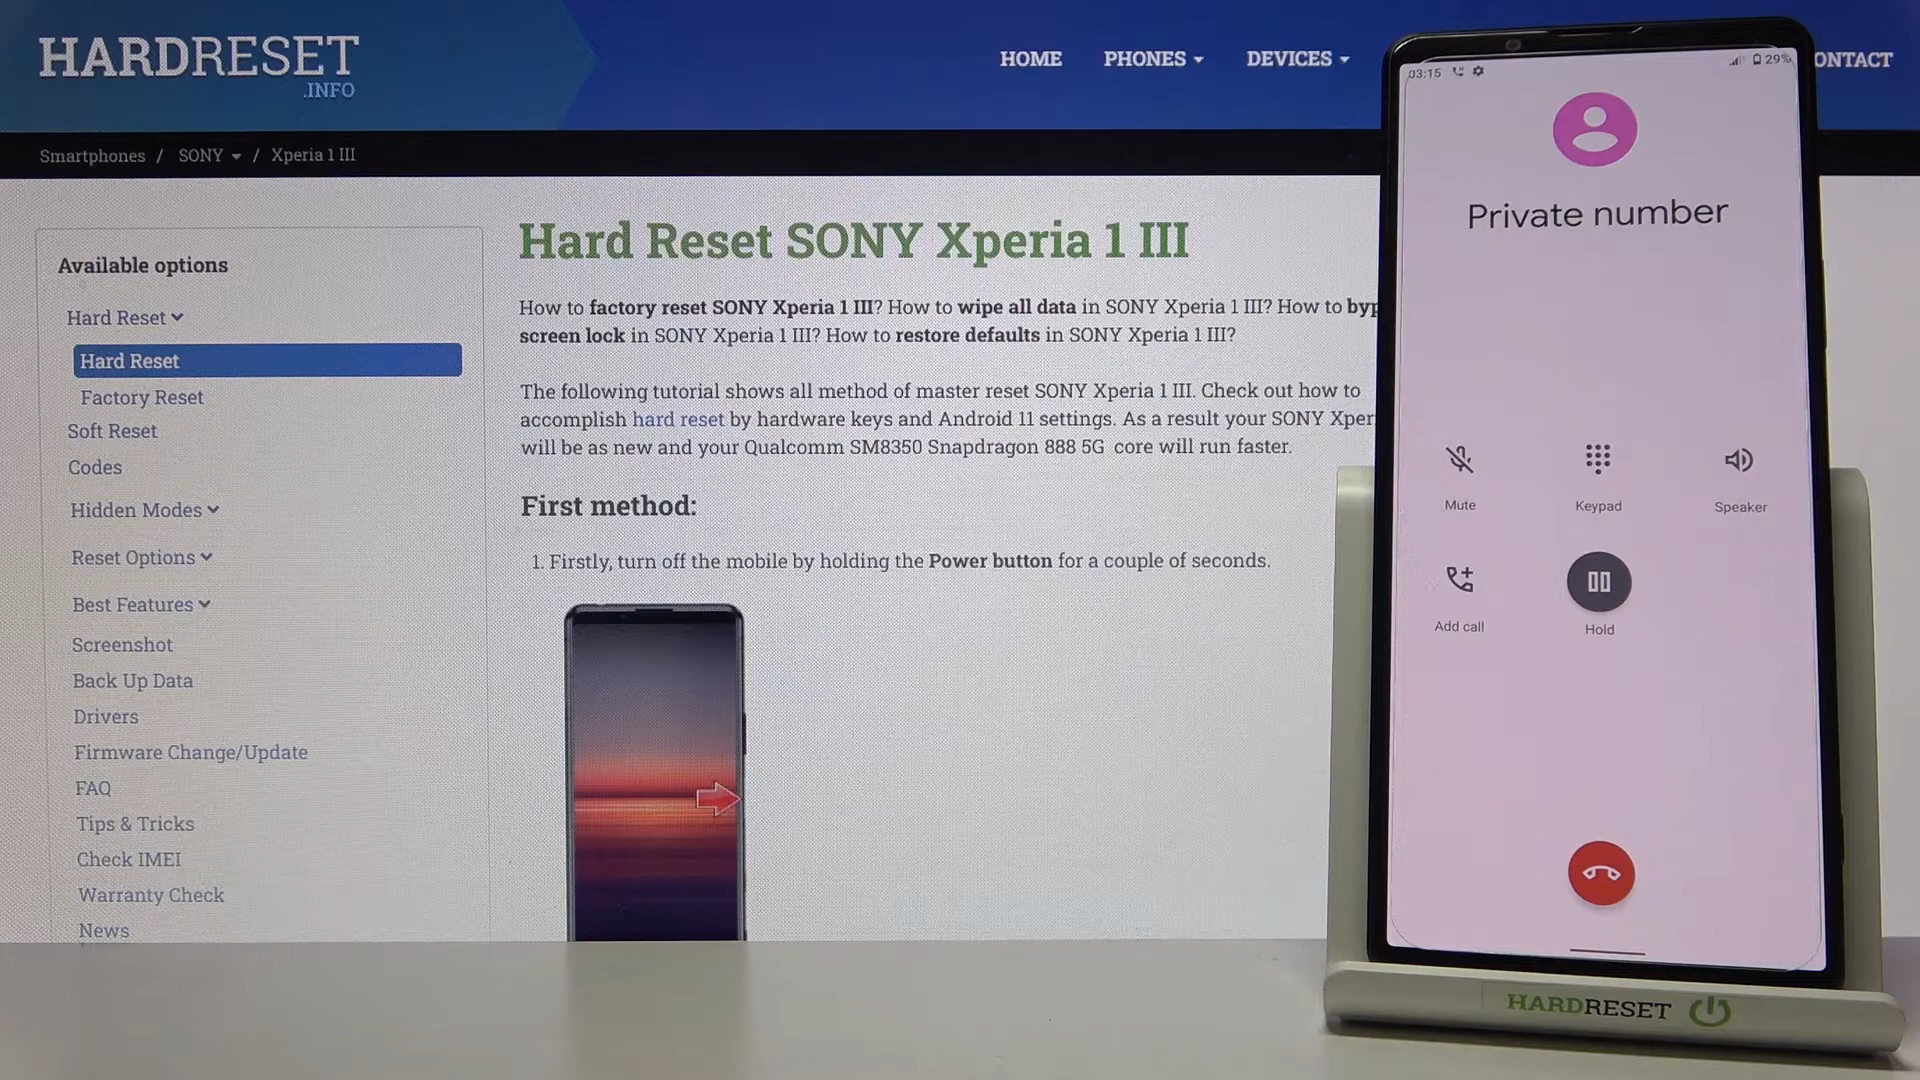 HARDRESET
.INFO
HOME PHONES DEVICES ONTACT
Smartphones / SONY / Xperia 1 III
Available options
Hard Reset
Hard Reset
Factory Reset
Soft Reset
Codes
Hidden Modes
Reset Options
Best Features
Screenshot
Back Up Data
Drivers
Firmware Change/Update
FAQ
Tips & Tricks
Check IMEI
Warranty Check
News
Hard Reset SONY Xperia 1 III
How to factory reset SONY Xperia 1 III? How to wipe all data in SONY Xperia 1 III? How to byp
screen lock in SONY Xperia 1 III? How to restore defaults in SONY Xperia 1 III?
The following tutorial shows all method of master reset SONY Xperia 1 III. Check out how to
accomplish hard reset by hardware keys and Android 11 settings. As a result your SONY Xper
will be as new and your Qualcomm SM8350 Snapdragon 888 5G core will run faster.
First method:
1. Firstly, turn off the mobile by holding the Power button for a couple of seconds.
03:15 29%
Private number
Mute Keypad Speaker
Add call Hold
HARDRESET